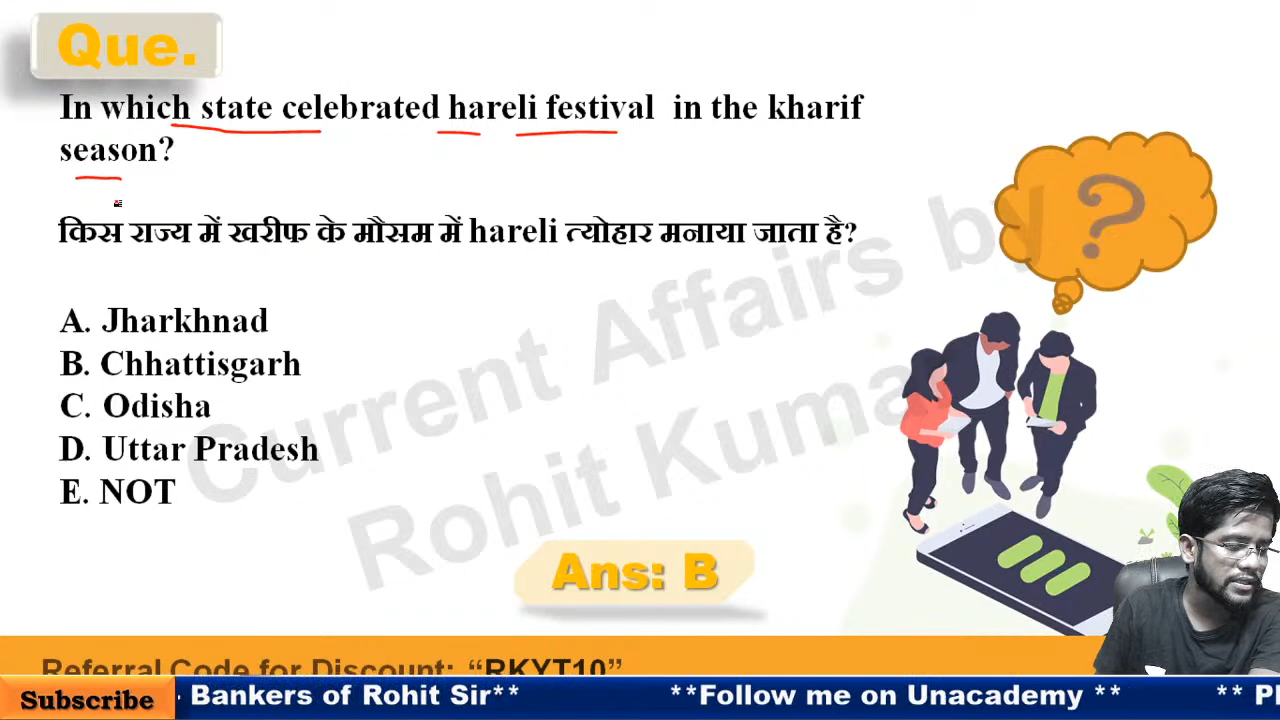 Que.
In which state celebrated hareli festival in the kharif
season?
किस राज्य में खरीफ के मौसम में hareli त्योहार मनाया जाता है?
A. Jharkhnad
B. Chhattisgarh
C. Odisha
D. Uttar Pradesh
E. NOT
Current Affairs by
Rohit Kumar
?
Ans: B
Referral Code for Discount: “RKYT10”
Subscribe
Bankers of Rohit Sir** **Follow me on Unacademy ** **